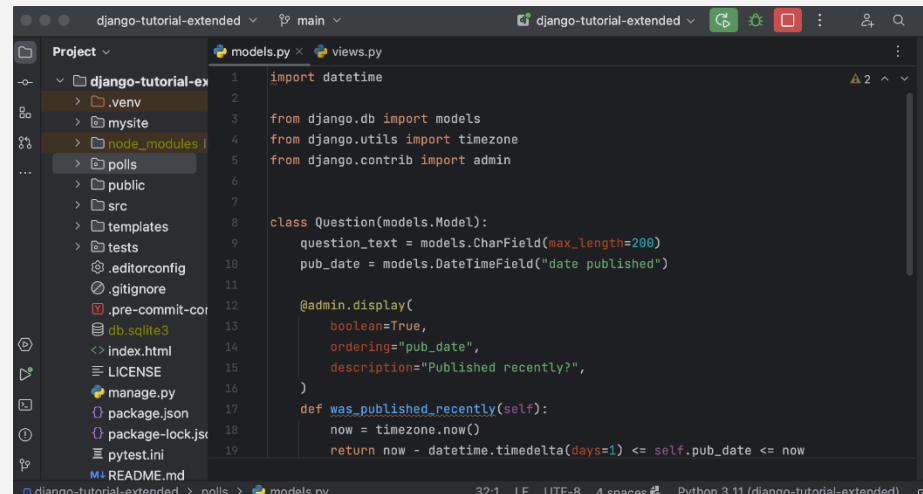 django-tutorial-extended main django-tutorial-extended
Project models.py views.py
django-tutorial-ex
.venv
mysite
node_modules
polls
public
src
templates
tests
.editorconfig
.gitignore
.pre-commit-cor
db.sqlite3
index.html
LICENSE
manage.py
package.json
package-lock.jsc
pytest.ini
README.md
2
1 import datetime
2
3 from django.db import models
4 from django.utils import timezone
5 from django.contrib import admin
6
7
8 class Question(models.Model):
9 question_text = models.CharField(max_length=200)
10 pub_date = models.DateTimeField("date published")
11
12 @admin.display(
13 boolean=True,
14 ordering="pub_date",
15 description="Published recently?",
16 )
17 def was_published_recently(self):
18 now = timezone.now()
19 return now - datetime.timedelta(days=1) <= self.pub_date <= now
django-tutorial-extended > polls > models.py 32:1 LF UTF-8 4 spaces Python 3.11 (django-tutorial-extended)